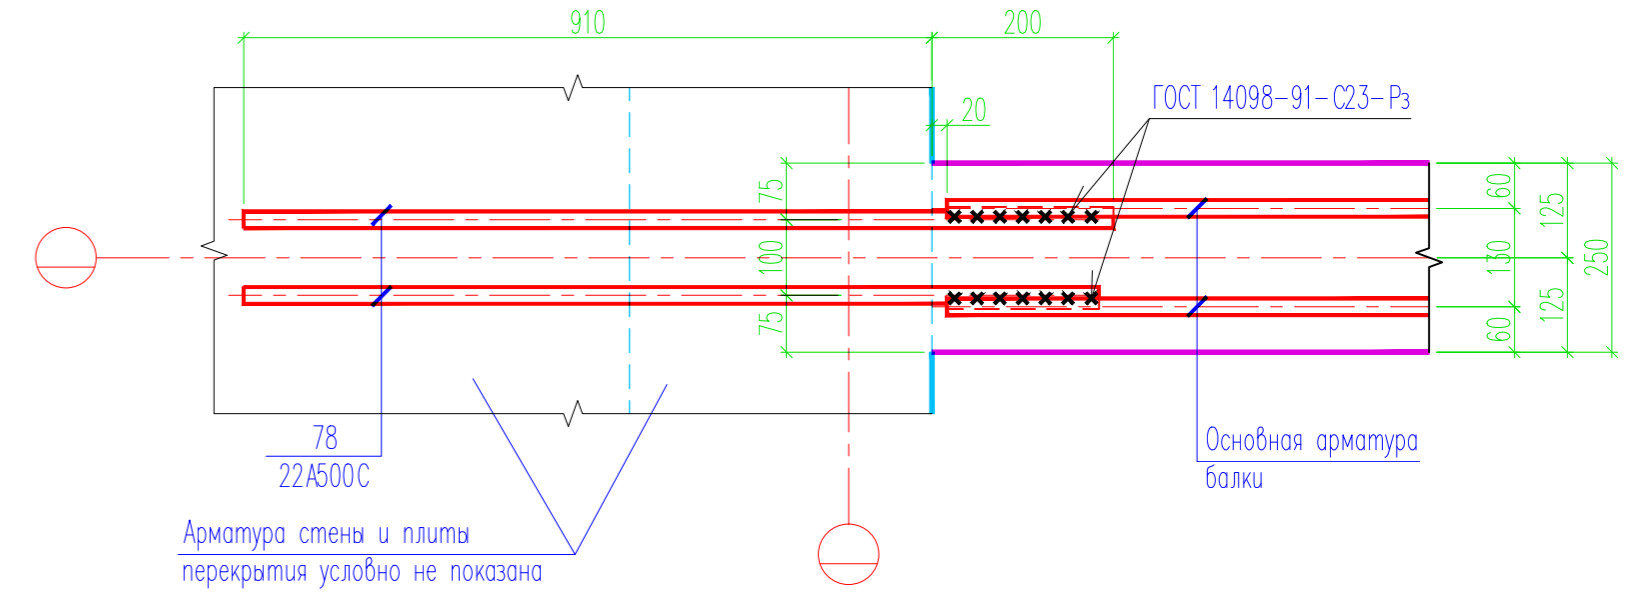 910
200
20
ГОСТ 14098-91-С23-Рз
75
100
75
60
130
60
125
125
250
78
22А500С
Основная арматура
балки
Арматура стены и плиты
перекрытия условно не показана